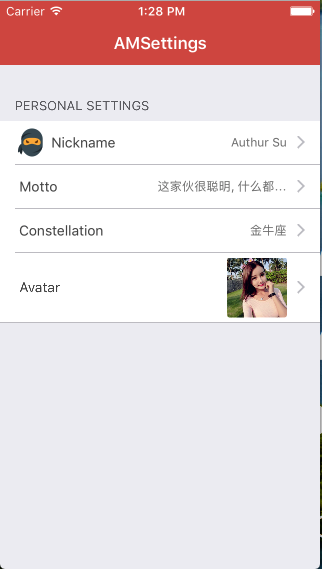 Carrier 1:28 PM
AMSettings
PERSONAL SETTINGS
Nickname Authur Su
Motto 这家伙很聪明, 什么都...
Constellation 金牛座
Avatar